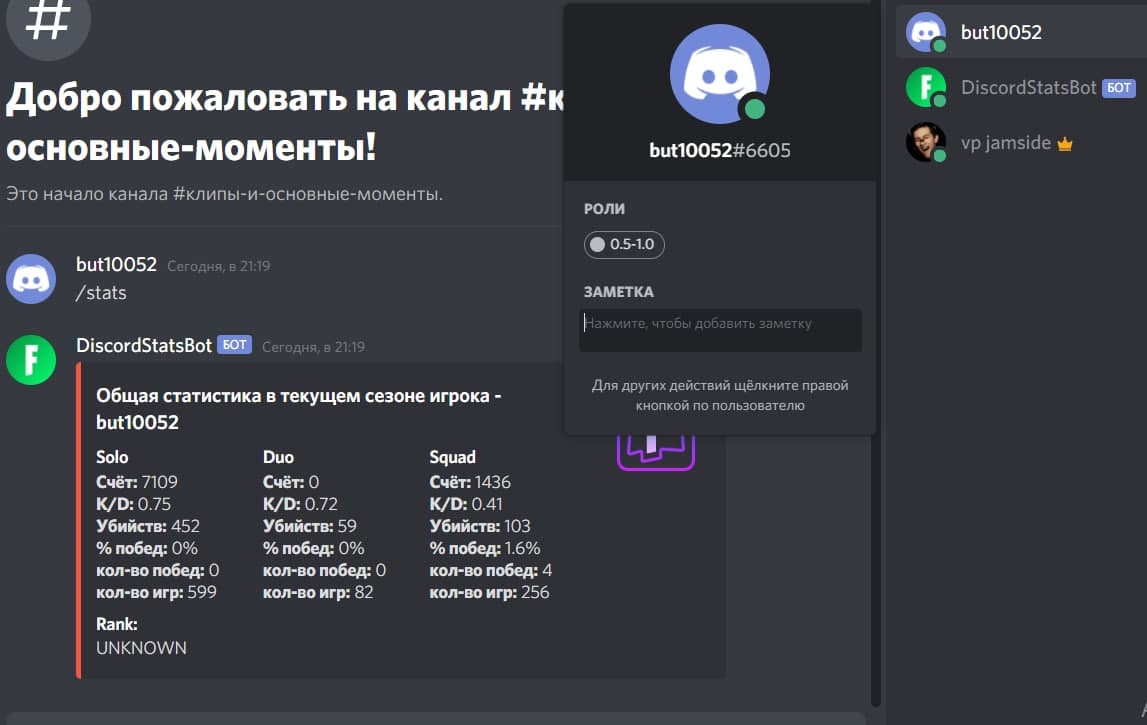 Добро пожаловать на канал #к
основные-моменты!
Это начало канала #клипы-и-основные-моменты.
but10052 Сегодня, в 21:19
/stats
DiscordStatsBot БОТ Сегодня, в 21:19
Общая статистика в текущем сезоне игрока -
but10052
Solo Duo Squad
Счёт: 7109 Счёт: 0 Счёт: 1436
K/D: 0.75 K/D: 0.72 K/D: 0.41
Убийств: 452 Убийств: 59 Убийств: 103
% побед: 0% % побед: 0% % побед: 1.6%
кол-во побед: 0 кол-во побед: 0 кол-во побед: 4
кол-во игр: 599 кол-во игр: 82 кол-во игр: 256
Rank:
UNKNOWN
but10052#6605
РОЛИ
0.5-1.0
ЗАМЕТКА
Нажмите, чтобы добавить заметку
Для других действий щёлкните правой
кнопкой по пользователю
but10052
DiscordStatsBot БОТ
vp jamside